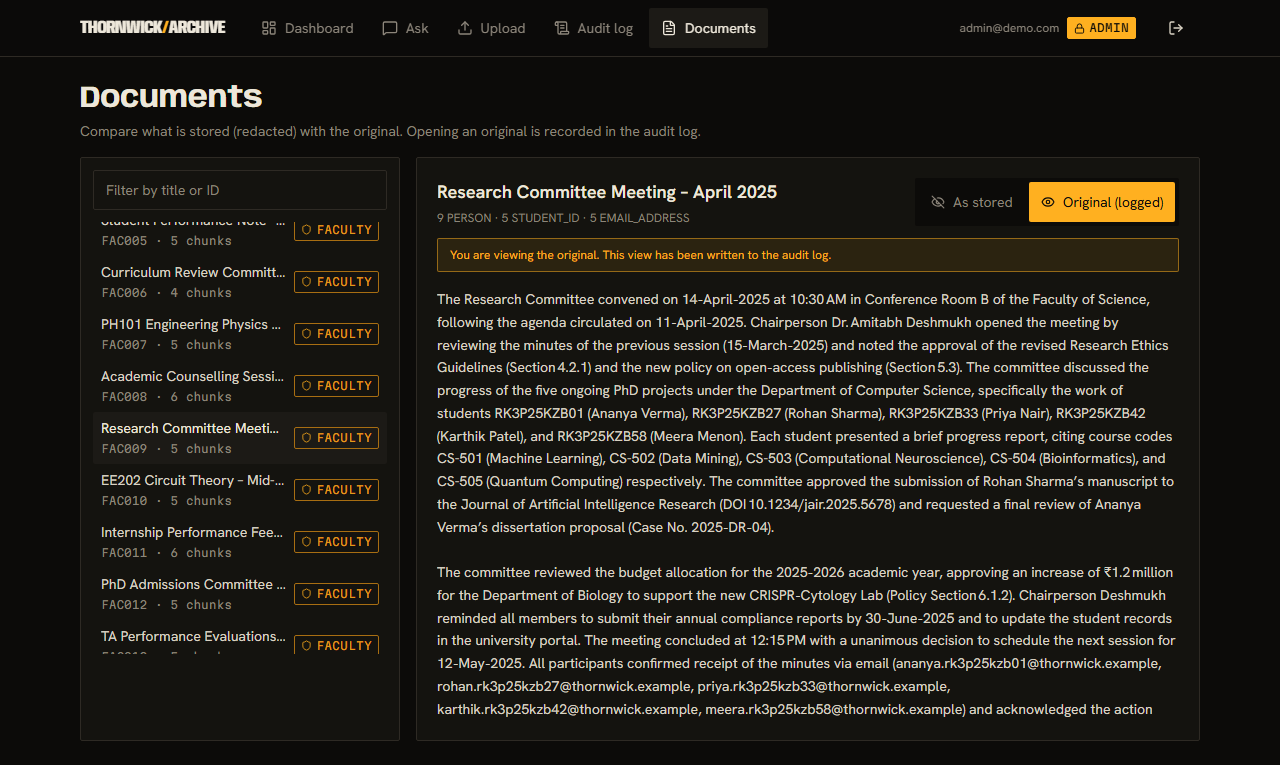 THORNWICK/ARCHIVE
Dashboard
Ask
Upload
Audit log
Documents
admin@demo.com
ADMIN
Documents
Compare what is stored (redacted) with the original. Opening an original is recorded in the audit log.
Filter by title or ID
Student Performance Note - ...
FAC005 · 5 chunks
FACULTY
Curriculum Review Committ...
FAC006 · 4 chunks
FACULTY
PH101 Engineering Physics ...
FAC007 · 5 chunks
FACULTY
Academic Counselling Sessi...
FAC008 · 6 chunks
FACULTY
Research Committee Meeti...
FAC009 · 5 chunks
FACULTY
EE202 Circuit Theory – Mid-...
FAC010 · 5 chunks
FACULTY
Internship Performance Fee...
FAC011 · 6 chunks
FACULTY
PhD Admissions Committee ...
FAC012 · 5 chunks
FACULTY
TA Performance Evaluations...
FACULTY
Research Committee Meeting – April 2025
9 PERSON · 5 STUDENT_ID · 5 EMAIL_ADDRESS
As stored
Original (logged)
You are viewing the original. This view has been written to the audit log.
The Research Committee convened on 14-April-2025 at 10:30 AM in Conference Room B of the Faculty of Science,
following the agenda circulated on 11-April-2025. Chairperson Dr. Amitabh Deshmukh opened the meeting by
reviewing the minutes of the previous session (15-March-2025) and noted the approval of the revised Research Ethics
Guidelines (Section 4.2.1) and the new policy on open-access publishing (Section 5.3). The committee discussed the
progress of the five ongoing PhD projects under the Department of Computer Science, specifically the work of
students RK3P25KZB01 (Ananya Verma), RK3P25KZB27 (Rohan Sharma), RK3P25KZB33 (Priya Nair), RK3P25KZB42
(Karthik Patel), and RK3P25KZB58 (Meera Menon). Each student presented a brief progress report, citing course codes
CS-501 (Machine Learning), CS-502 (Data Mining), CS-503 (Computational Neuroscience), CS-504 (Bioinformatics), and
CS-505 (Quantum Computing) respectively. The committee approved the submission of Rohan Sharma’s manuscript to
the Journal of Artificial Intelligence Research (DOI 10.1234/jair.2025.5678) and requested a final review of Ananya
Verma’s dissertation proposal (Case No. 2025-DR-04).
The committee reviewed the budget allocation for the 2025-2026 academic year, approving an increase of ₹1.2 million
for the Department of Biology to support the new CRISPR-Cytology Lab (Policy Section 6.1.2). Chairperson Deshmukh
reminded all members to submit their annual compliance reports by 30-June-2025 and to update the student records
in the university portal. The meeting concluded at 12:15 PM with a unanimous decision to schedule the next session for
12-May-2025. All participants confirmed receipt of the minutes via email (ananya.rk3p25kzb01@thornwick.example,
rohan.rk3p25kzb27@thornwick.example, priya.rk3p25kzb33@thornwick.example,
karthik.rk3p25kzb42@thornwick.example, meera.rk3p25kzb58@thornwick.example) and acknowledged the action